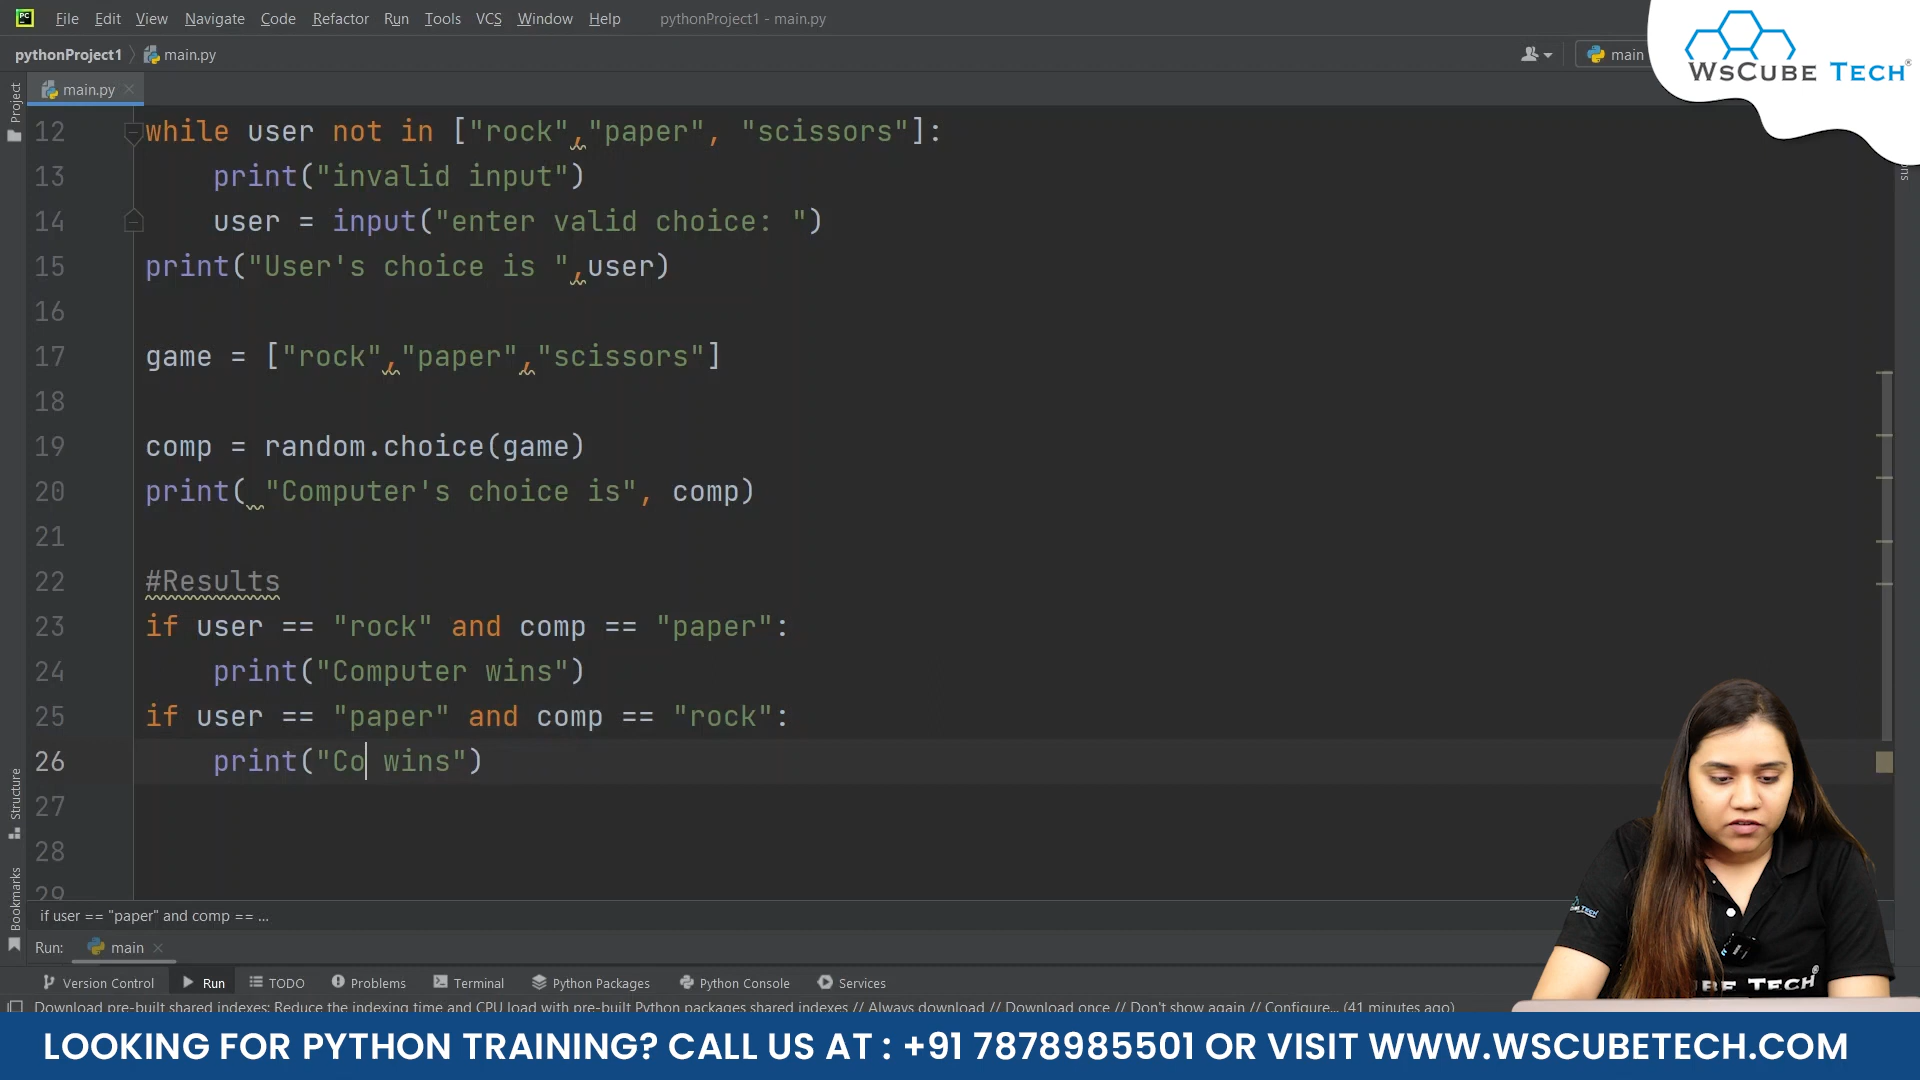 File Edit View Navigate Code Refactor Run Tools VCS Window Help pythonProject1 - main.py
pythonProject1 main.py main
WsCube Tech
main.py
Project
12 while user not in ["rock","paper", "scissors"]:
13 print("invalid input")
14 user = input("enter valid choice: ")
15 print("User's choice is ",user)
16
17 game = ["rock","paper","scissors"]
18
19 comp = random.choice(game)
20 print( "Computer's choice is", comp)
21
22 #Results
23 if user == "rock" and comp == "paper":
24 print("Computer wins")
25 if user == "paper" and comp == "rock":
26 print("Co wins")
27
28
29
Structure
Bookmarks
if user == "paper" and comp == ...
Run: main
Version Control Run TODO Problems Terminal Python Packages Python Console Services
Download pre-built shared indexes: Reduce the indexing time and CPU load with pre-built Python packages shared indexes // Always download // Download once // Don't show again // Configure... (41 minutes ago)
LOOKING FOR PYTHON TRAINING? CALL US AT : +91 7878985501 OR VISIT WWW.WSCUBETECH.COM